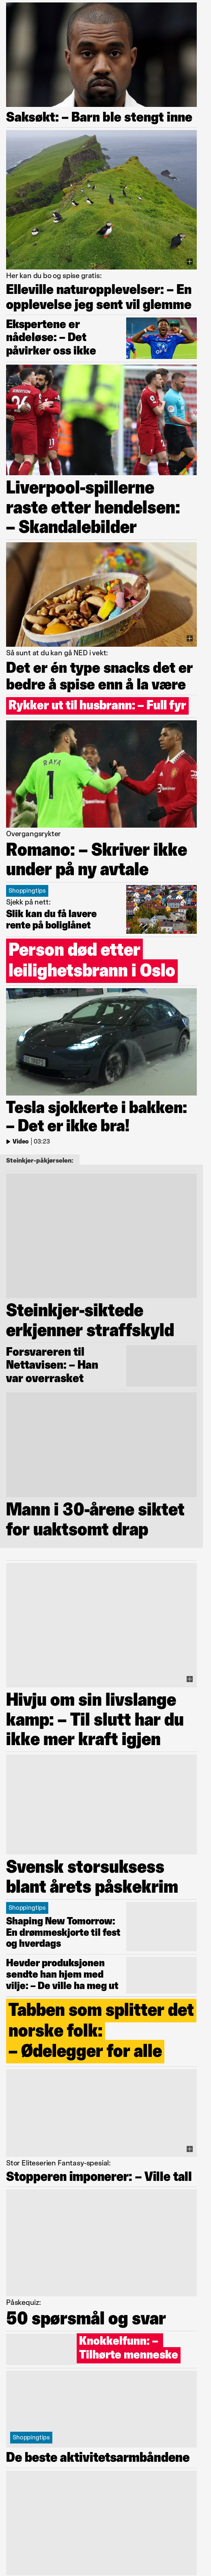 Saksøkt: – Barn ble stengt inne
Her kan du bo og spise gratis:
Elleville naturopplevelser: – En
opplevelse jeg sent vil glemme
Ekspertene er
nådeløse: – Det
påvirker oss ikke
Liverpool-spillerne
raste etter hendelsen:
– Skandalebilder
Så sunt at du kan gå NED i vekt:
Det er én type snacks det er
bedre å spise enn å la være
Rykker ut til husbrann: – Full fyr
Overgangsrykter
Romano: – Skriver ikke
under på ny avtale
Shoppingtips
Sjekk på nett:
Slik kan du få lavere
rente på boliglånet
Person død etter
leilighetsbrann i Oslo
Tesla sjokkerte i bakken:
– Det er ikke bra!
Video | 03:23
Steinkjer-påkjørselen:
Steinkjer-siktede
erkjenner straffskyld
Forsvareren til
Nettavisen: – Han
var overrasket
Mann i 30-årene siktet
for uaktsomt drap
Hivju om sin livslange
kamp: – Til slutt har du
ikke mer kraft igjen
Svensk storsuksess
blant årets påskekrim
Shoppingtips
Shaping New Tomorrow:
En drømmeskjorte til fest
og hverdags
Hevder produksjonen
sendte han hjem med
vilje: – De ville ha meg ut
Tabben som splitter det
norske folk:
– Ødelegger for alle
Stor Eliteserien Fantasy-spesial:
Stopperen imponerer: – Ville tall
Påskequiz:
50 spørsmål og svar
Knokkelfunn: –
Tilhørte menneske
Shoppingtips
De beste aktivitetsarmbåndene